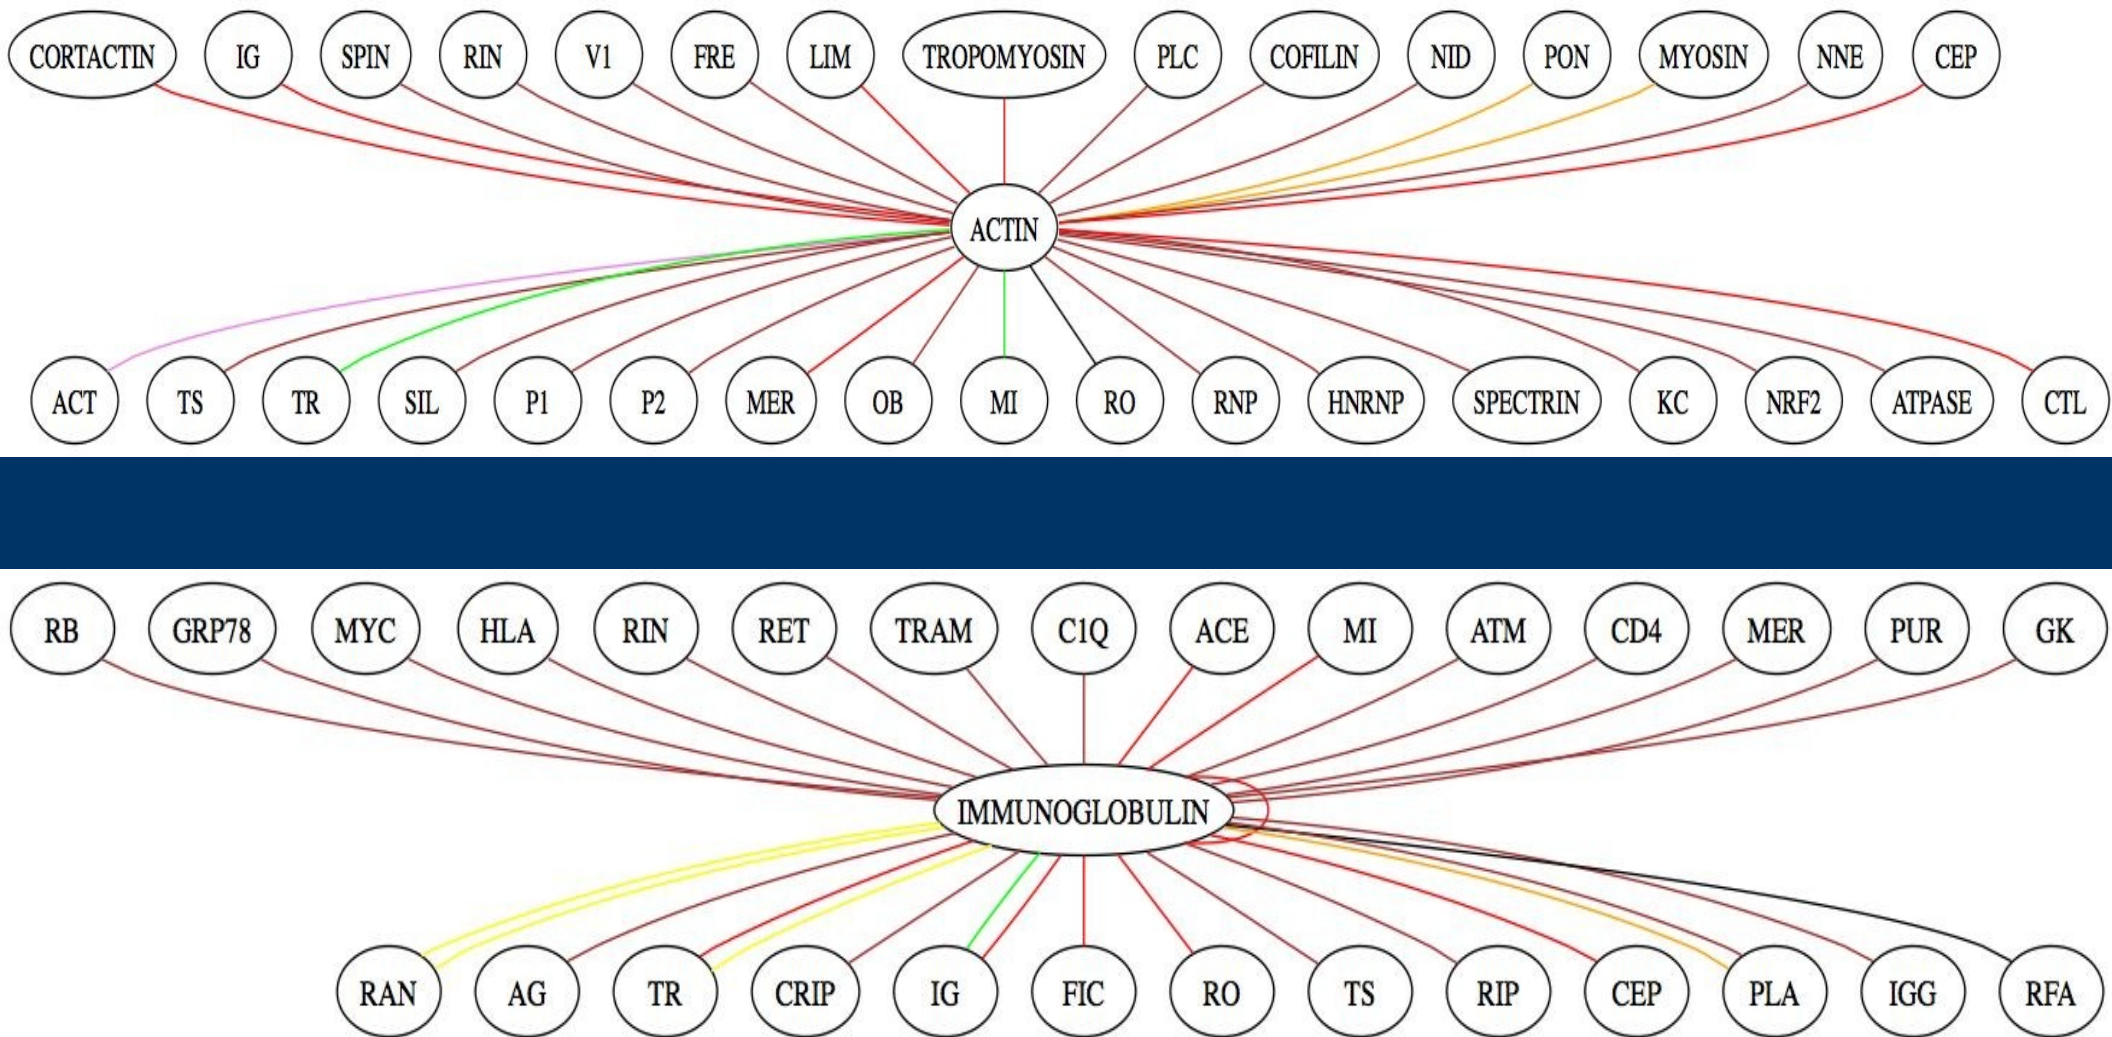 CORTACTIN IG SPIN RIN V1 FRE LIM TROPOMYOSIN PLC COFILIN NID PON MYOSIN NNE CEP
ACTIN
ACT TS TR SIL P1 P2 MER OB MI RO RNP HNRNP SPECTRIN KC NRF2 ATPASE CTL
RB GRP78 MYC HLA RIN RET TRAM C1Q ACE MI ATM CD4 MER PUR GK
IMMUNOGLOBULIN
RAN AG TR CRIP IG FIC RO TS RIP CEP PLA IGG RFA